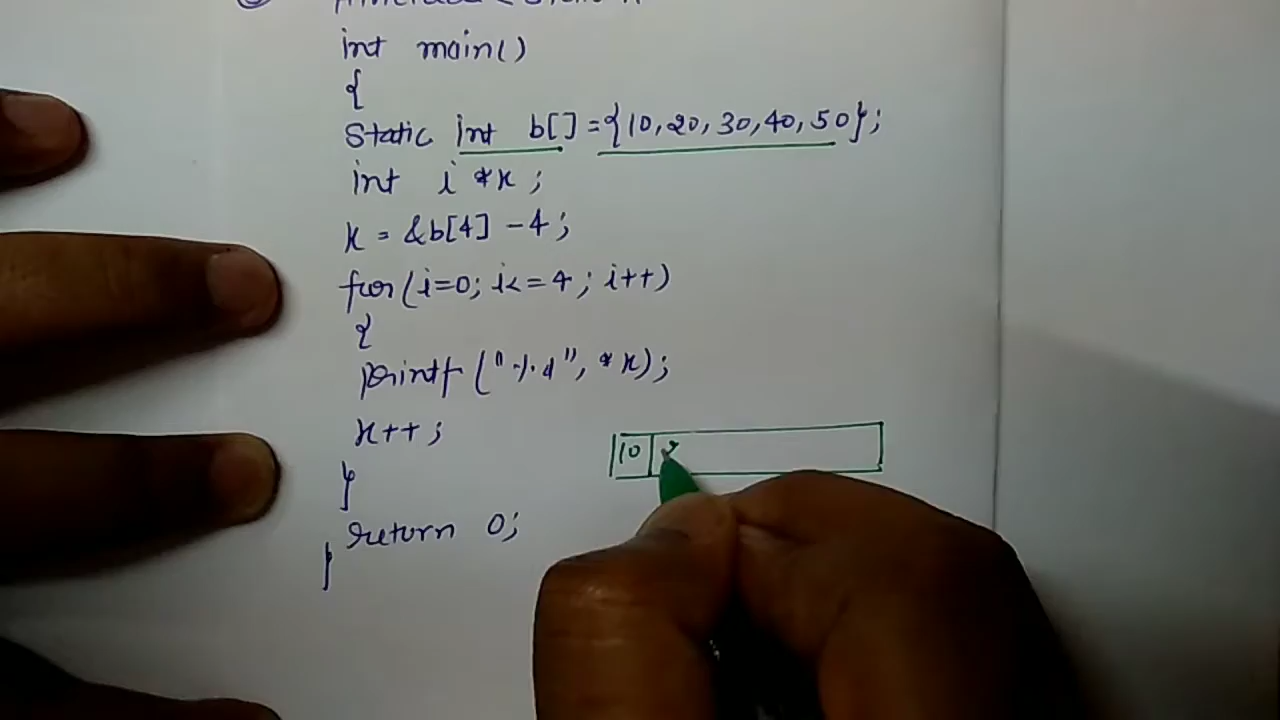 int main()
{
Static int b[] = {10, 20, 30, 40, 50};
int i *k ;
k = &b[4] - 4 ;
for (i=0; i<=4 ; i++)
{
printf ("%d", *k);
k++ ;
}
return 0;
}
10